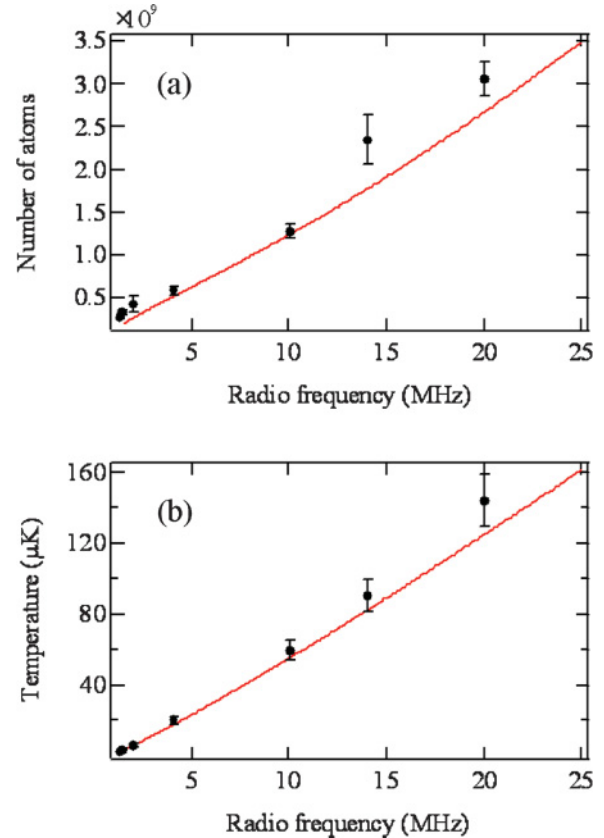 ×10⁹
3.5
(a)
3.0
2.5
2.0
1.5
1.0
0.5
Number of atoms
5 10 15 20 25
Radio frequency (MHz)
160
(b)
120
80
40
Temperature (μK)
5 10 15 20 25
Radio frequency (MHz)